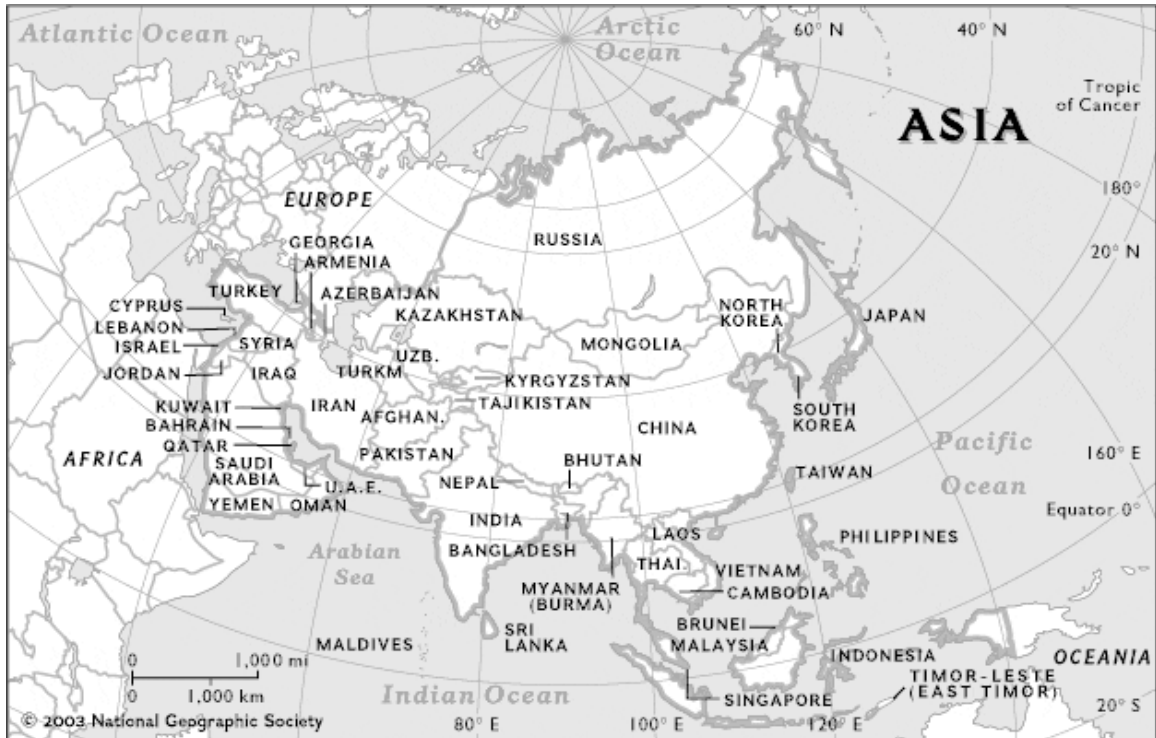 Atlantic Ocean
Arctic
Ocean
60° N
40° N
Tropic
of Cancer
ASIA
180°
20° N
EUROPE
RUSSIA
GEORGIA
ARMENIA
TURKEY
AZERBAIJAN
CYPRUS
KAZAKHSTAN
NORTH
KOREA
JAPAN
LEBANON
ISRAEL
SYRIA
MONGOLIA
UZB.
JORDAN
IRAQ
TURKM
KYRGYZSTAN
TAJIKISTAN
KUWAIT
IRAN
AFGHAN.
SOUTH
KOREA
BAHRAIN
QATAR
CHINA
Pacific
Ocean
AFRICA
PAKISTAN
160° E
SAUDI
ARABIA
BHUTAN
TAIWAN
U.A.E.
NEPAL
YEMEN
OMAN
Equator 0°
INDIA
LAOS
PHILIPPINES
Arabian
Sea
BANGLADESH
THAI.
VIETNAM
CAMBODIA
MYANMAR
(BURMA)
BRUNEI
MALAYSIA
SRI
LANKA
MALDIVES
INDONESIA
OCEANIA
0
1,000 mi
0
1,000 km
TIMOR-LESTE
(EAST TIMOR)
Indian Ocean
SINGAPORE
20° S
© 2003 National Geographic Society
80° E
100° E
120° E